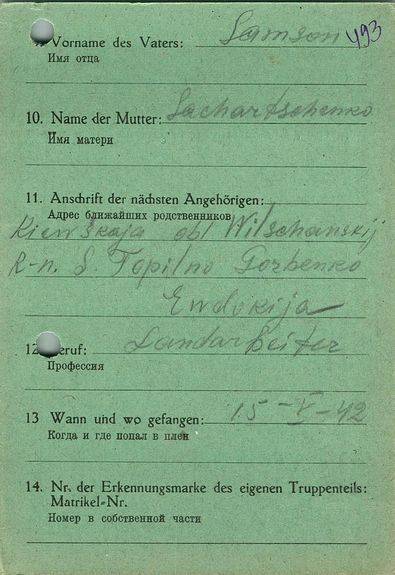 Vorname des Vaters: Samson 493
Имя отца
10. Name der Mutter: Sachartschenko
Имя матери
11. Anschrift der nächsten Angehörigen:
Адрес ближайших родственников
Kiewskaja obl Wilschanskij
R-n. S. Topilno Gorbenko
Ewdokija
12 Beruf: Landarbeiter
Профессия
13 Wann und wo gefangen: 15-V-42
Когда и где попал в плен
14. Nr. der Erkennungsmarke des eigenen Truppenteils:
Matrikel-Nr.
Номер в собственной части